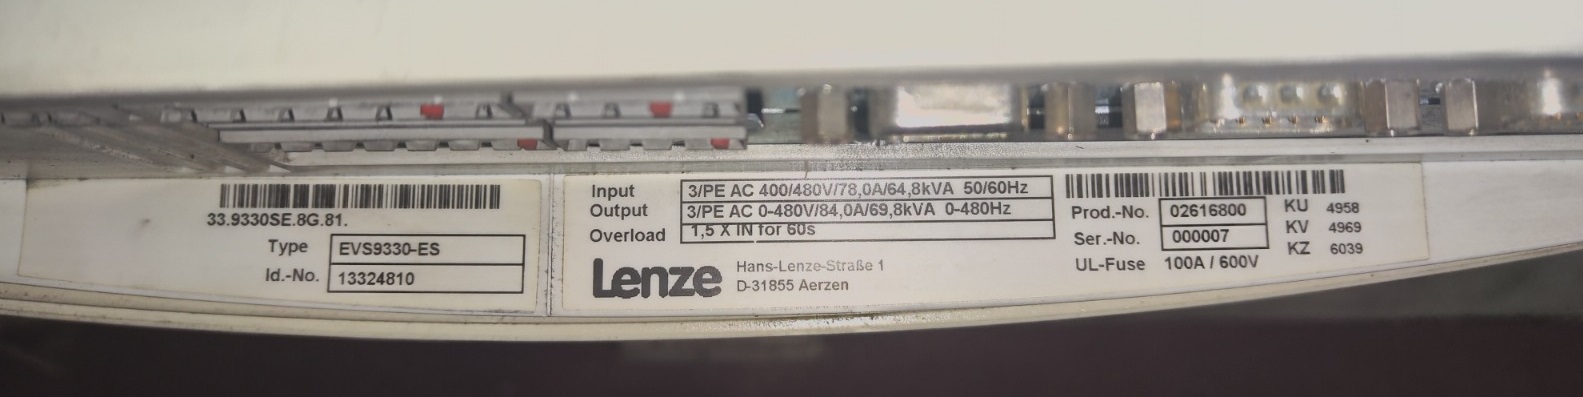 33.9330SE.8G.81.
Type EVS9330-ES
Id.-No. 13324810
Input 3/PE AC 400/480V/78,0A/64,8kVA 50/60Hz
Output 3/PE AC 0-480V/84,0A/69,8kVA 0-480Hz
Overload 1,5 X IN for 60s
Lenze
Hans-Lenze-Straße 1
D-31855 Aerzen
Prod.-No. 02616800
Ser.-No. 000007
UL-Fuse 100A / 600V
KU 4958
KV 4969
KZ 6039